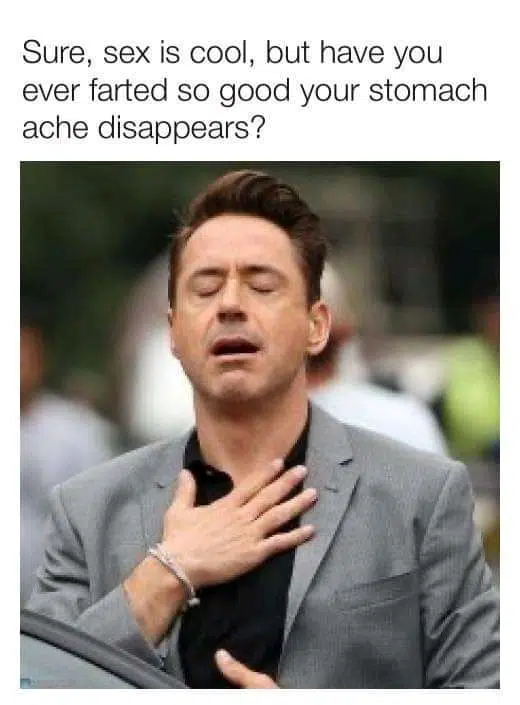 Sure, sex is cool, but have you
ever farted so good your stomach
ache disappears?